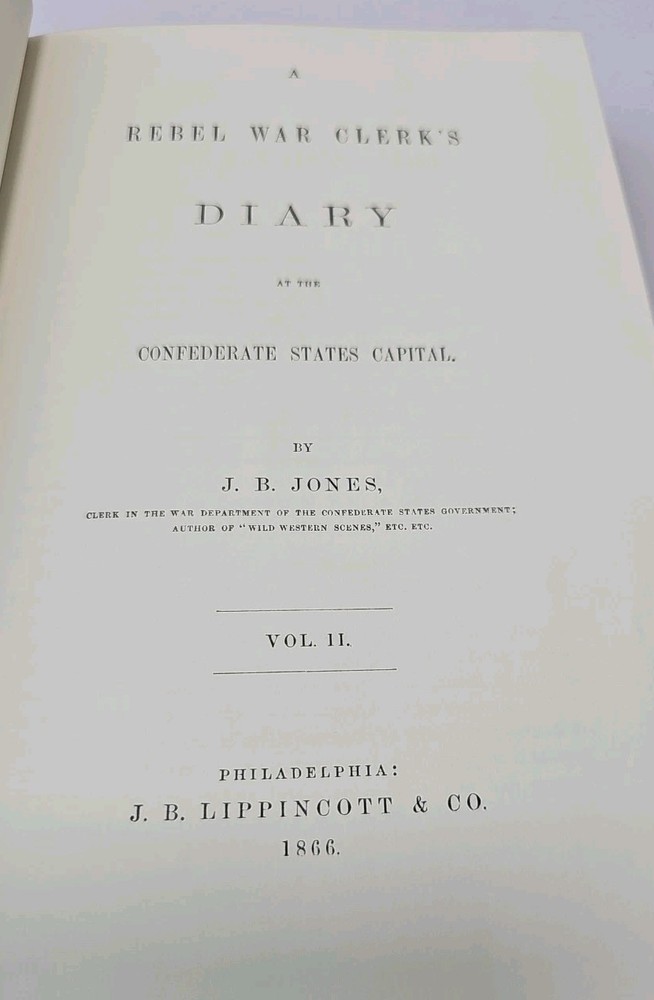 A
REBEL WAR CLERK'S
DIARY
AT THE
CONFEDERATE STATES CAPITAL.
BY
J. B. JONES,
CLERK IN THE WAR DEPARTMENT OF THE CONFEDERATE STATES GOVERNMENT;
AUTHOR OF "WILD WESTERN SCENES," ETC. ETC.
VOL. II.
PHILADELPHIA:
J. B. LIPPINCOTT & CO.
1866.